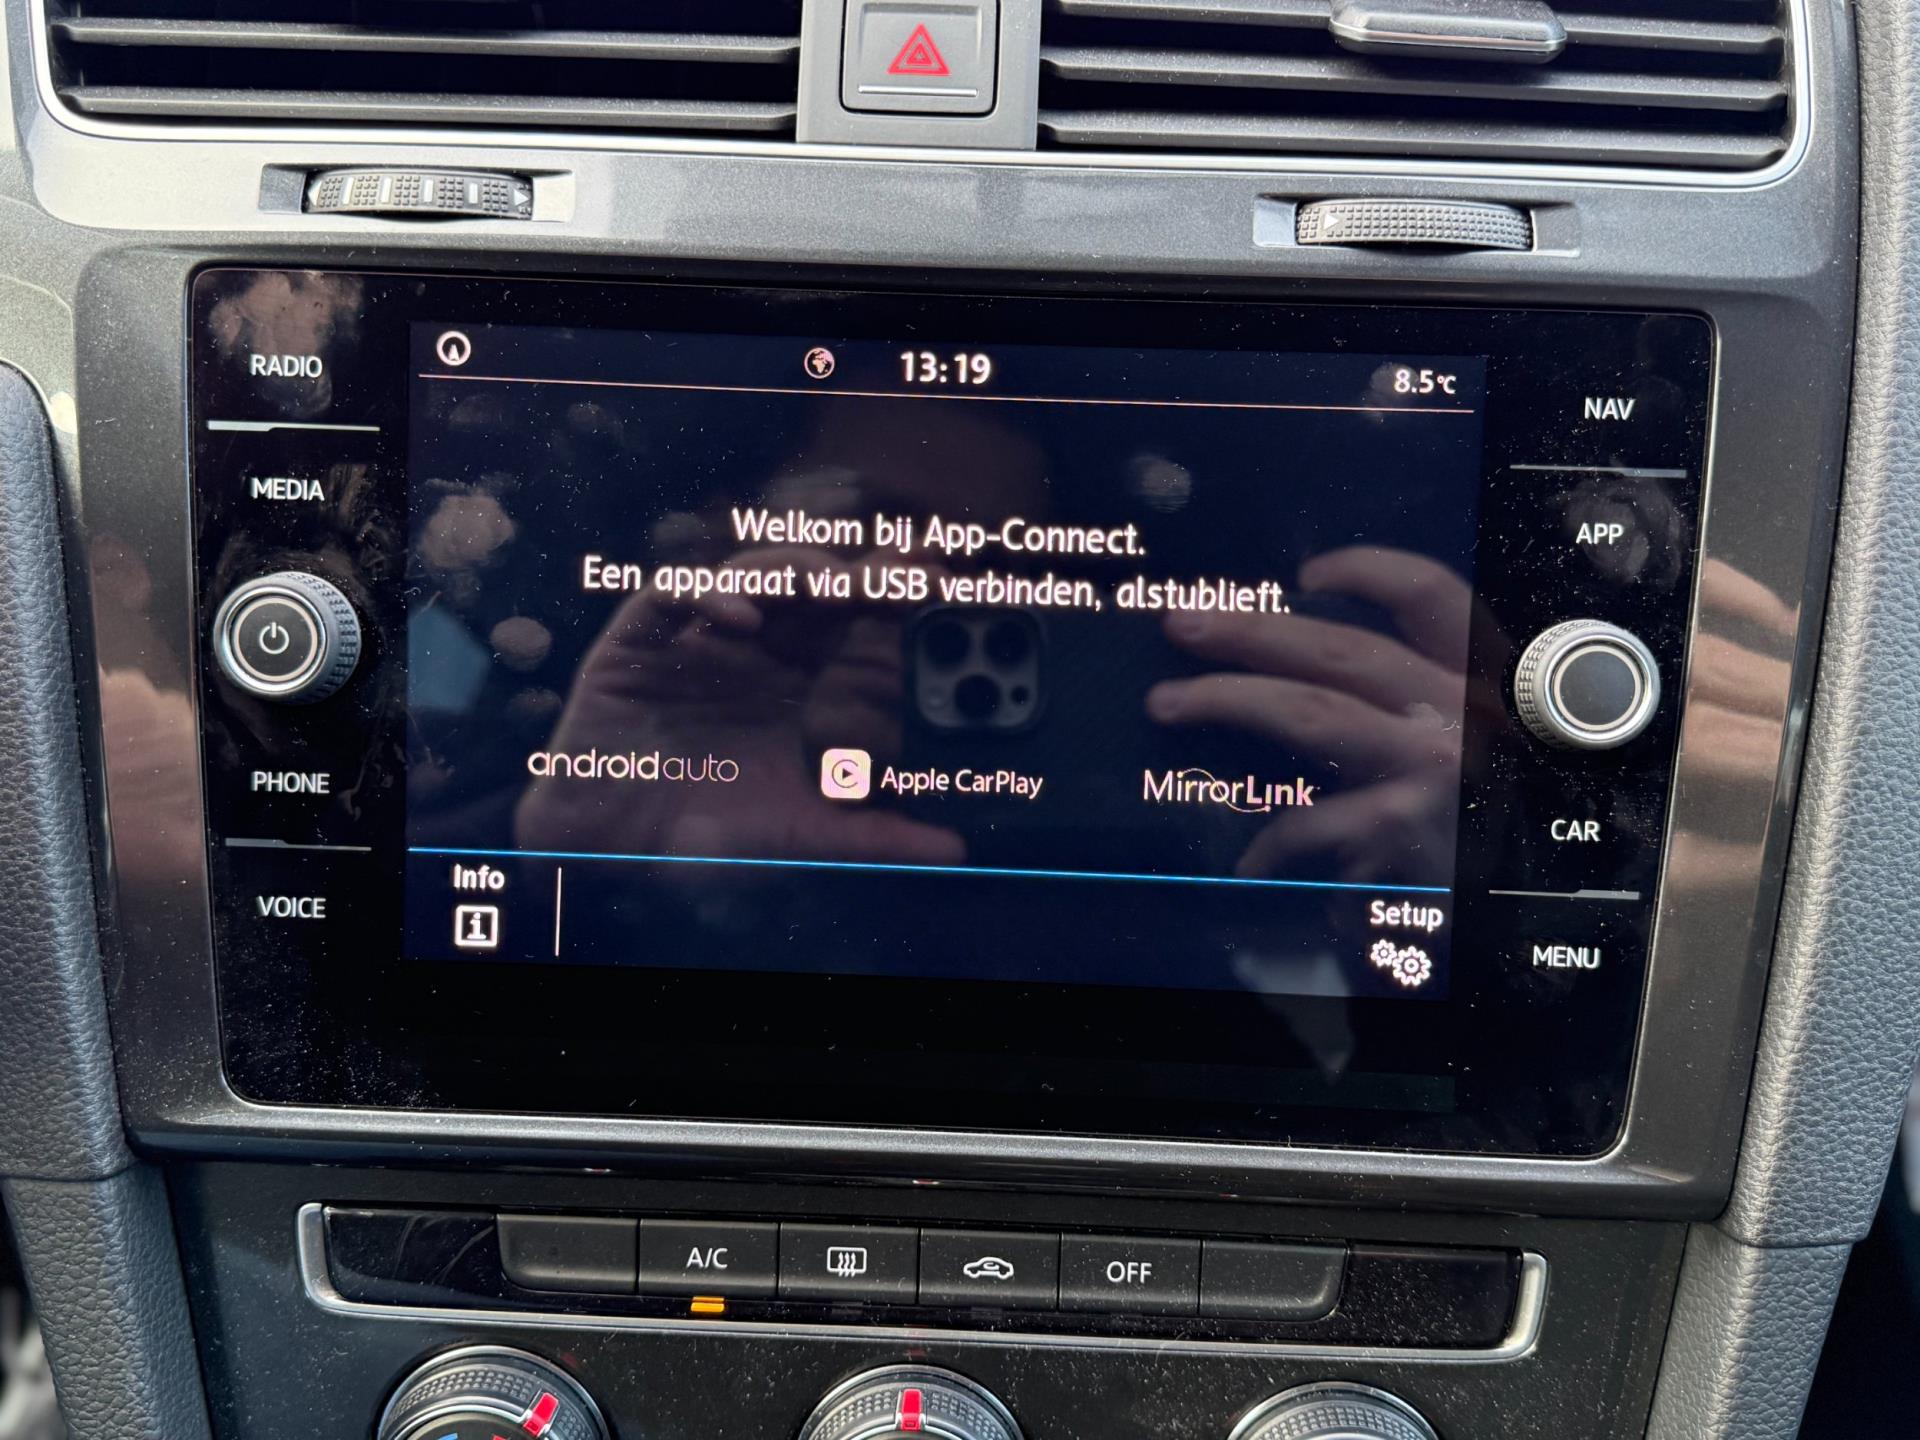 13:19
8.5°C
RADIO
MEDIA
PHONE
VOICE
NAV
APP
CAR
MENU
Welkom bij App-Connect.
Een apparaat via USB verbinden, alstublieft.
androidauto
Apple CarPlay
MirrorLink
Info
Setup
A/C
OFF